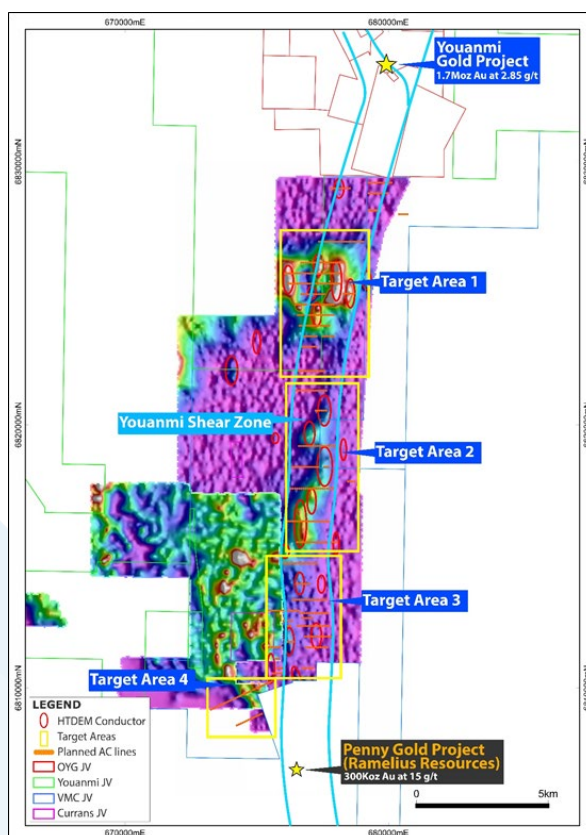 670000mE
680000mE
Youanmi
Gold Project
1.7Moz Au at 2.85 g/t
6830000mN
6830000mN
Target Area 1
Youanmi Shear Zone
6820000mN
6820000mN
Target Area 2
Target Area 3
Target Area 4
6810000mN
6810000mN
LEGEND
HTDEM Conductor
Target Areas
Planned AC lines
OYG JV
Youanmi JV
VMC JV
Currans JV
Penny Gold Project
(Ramelius Resources)
300Koz Au at 15 g/t
0 5km
670000mE
680000mE